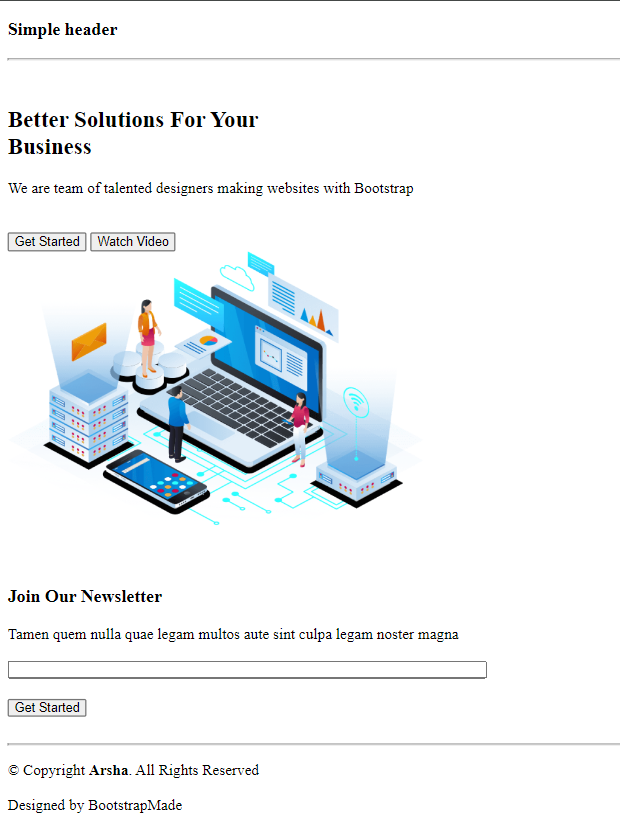 Simple header
Better Solutions For Your
Business
We are team of talented designers making websites with Bootstrap
Get Started Watch Video
Join Our Newsletter
Tamen quem nulla quae legam multos aute sint culpa legam noster magna
Get Started
© Copyright Arsha. All Rights Reserved
Designed by BootstrapMade